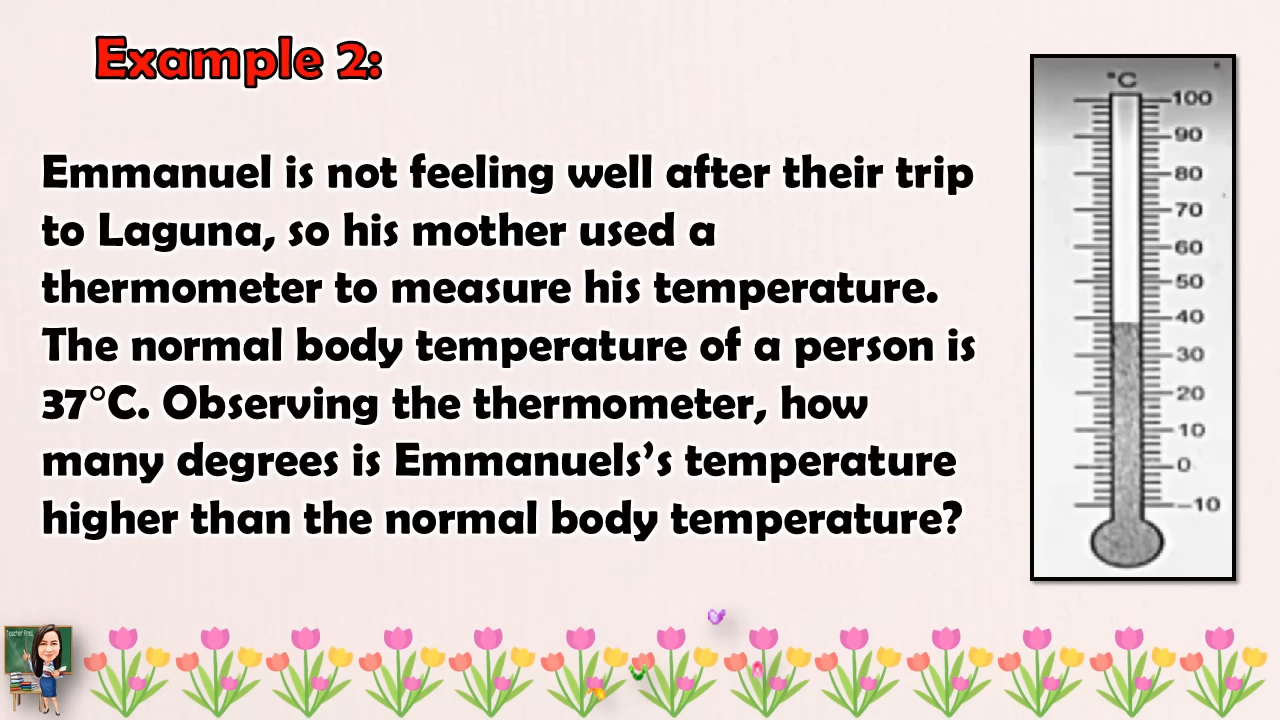 Example 2:
Emmanuel is not feeling well after their trip
to Laguna, so his mother used a
thermometer to measure his temperature.
The normal body temperature of a person is
37°C. Observing the thermometer, how
many degrees is Emmanuels’s temperature
higher than the normal body temperature?
°C
100
90
80
70
60
50
40
30
20
10
0
-10